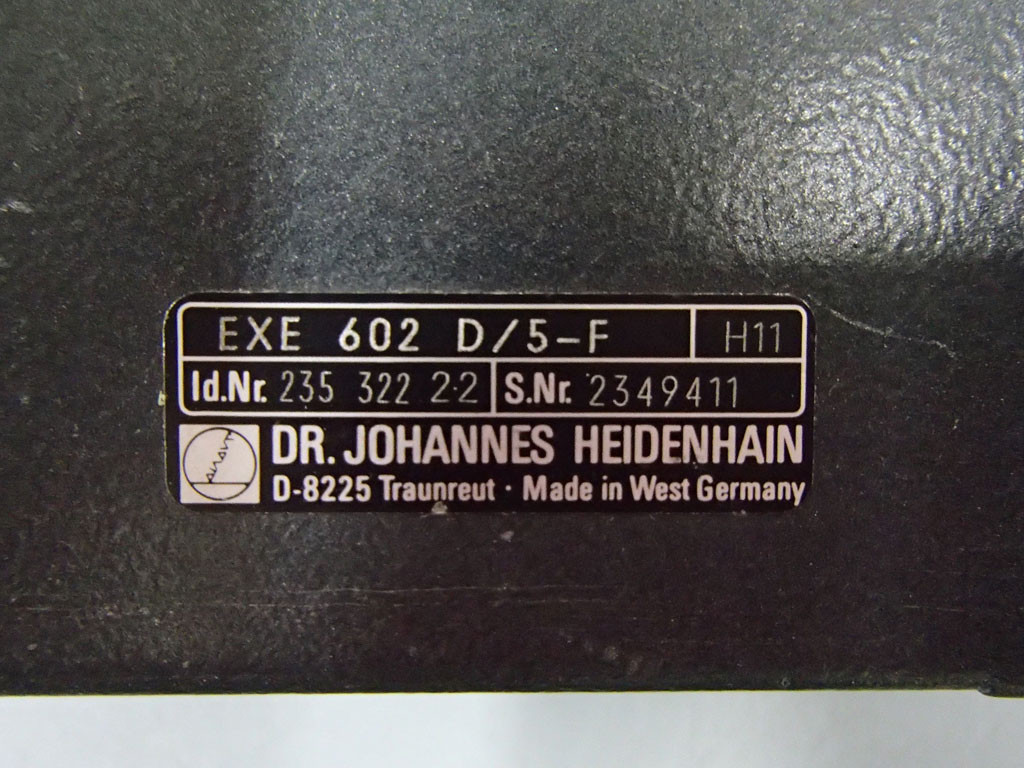 EXE 602 D/5-F H11
Id.Nr. 235 322 2·2 S.Nr. 2349411
DR. JOHANNES HEIDENHAIN
D-8225 Traunreut · Made in West Germany